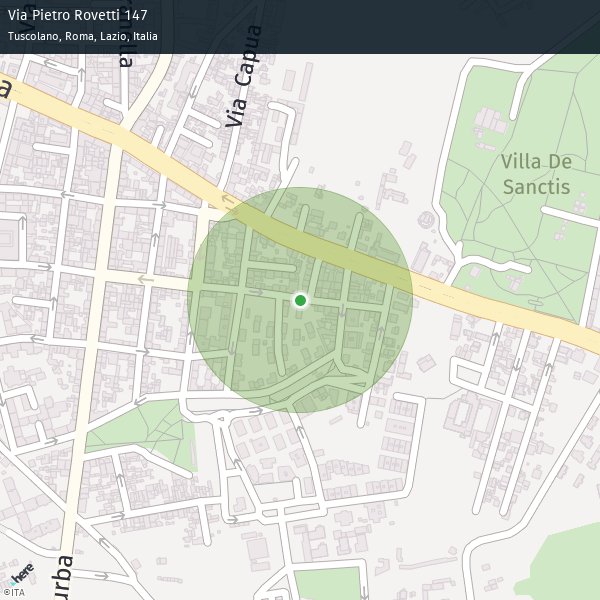 Via Pietro Rovetti 147
Tuscolano, Roma, Lazio, Italia
Via Capua
Villa De
Sanctis
urba
here
©ITA